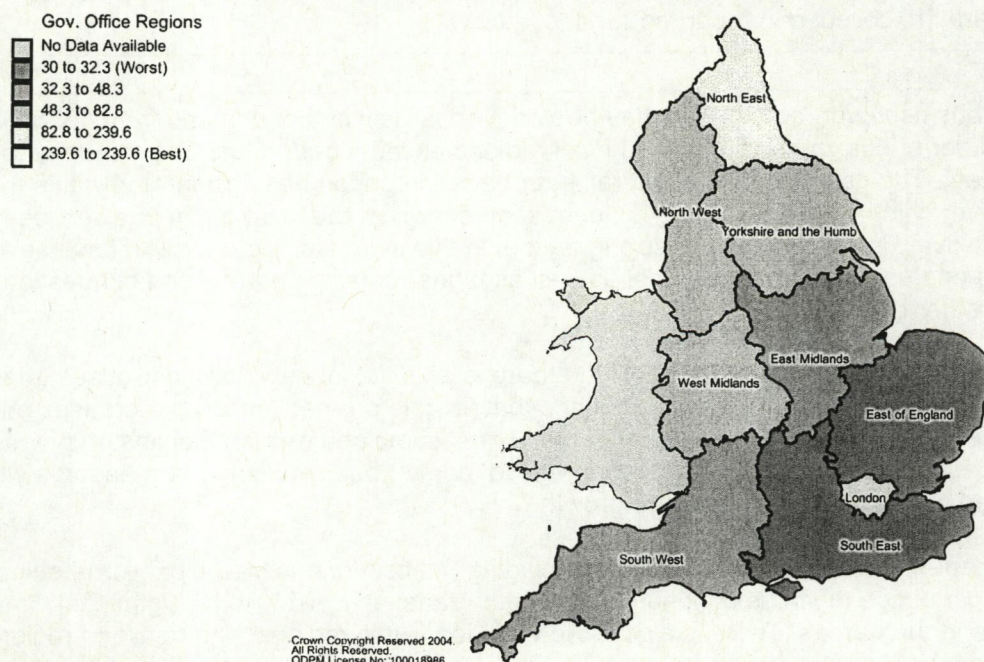 Gov. Office Regions
No Data Available
30 to 32.3 (Worst)
32.3 to 48.3
48.3 to 82.8
82.8 to 239.6
239.6 to 239.6 (Best)
North East
North West
Yorkshire and the Humb
East Midlands
West Midlands
East of England
London
South East
South West
Crown Copyright Reserved 2004.
All Rights Reserved.
ODPM License No: 100018986